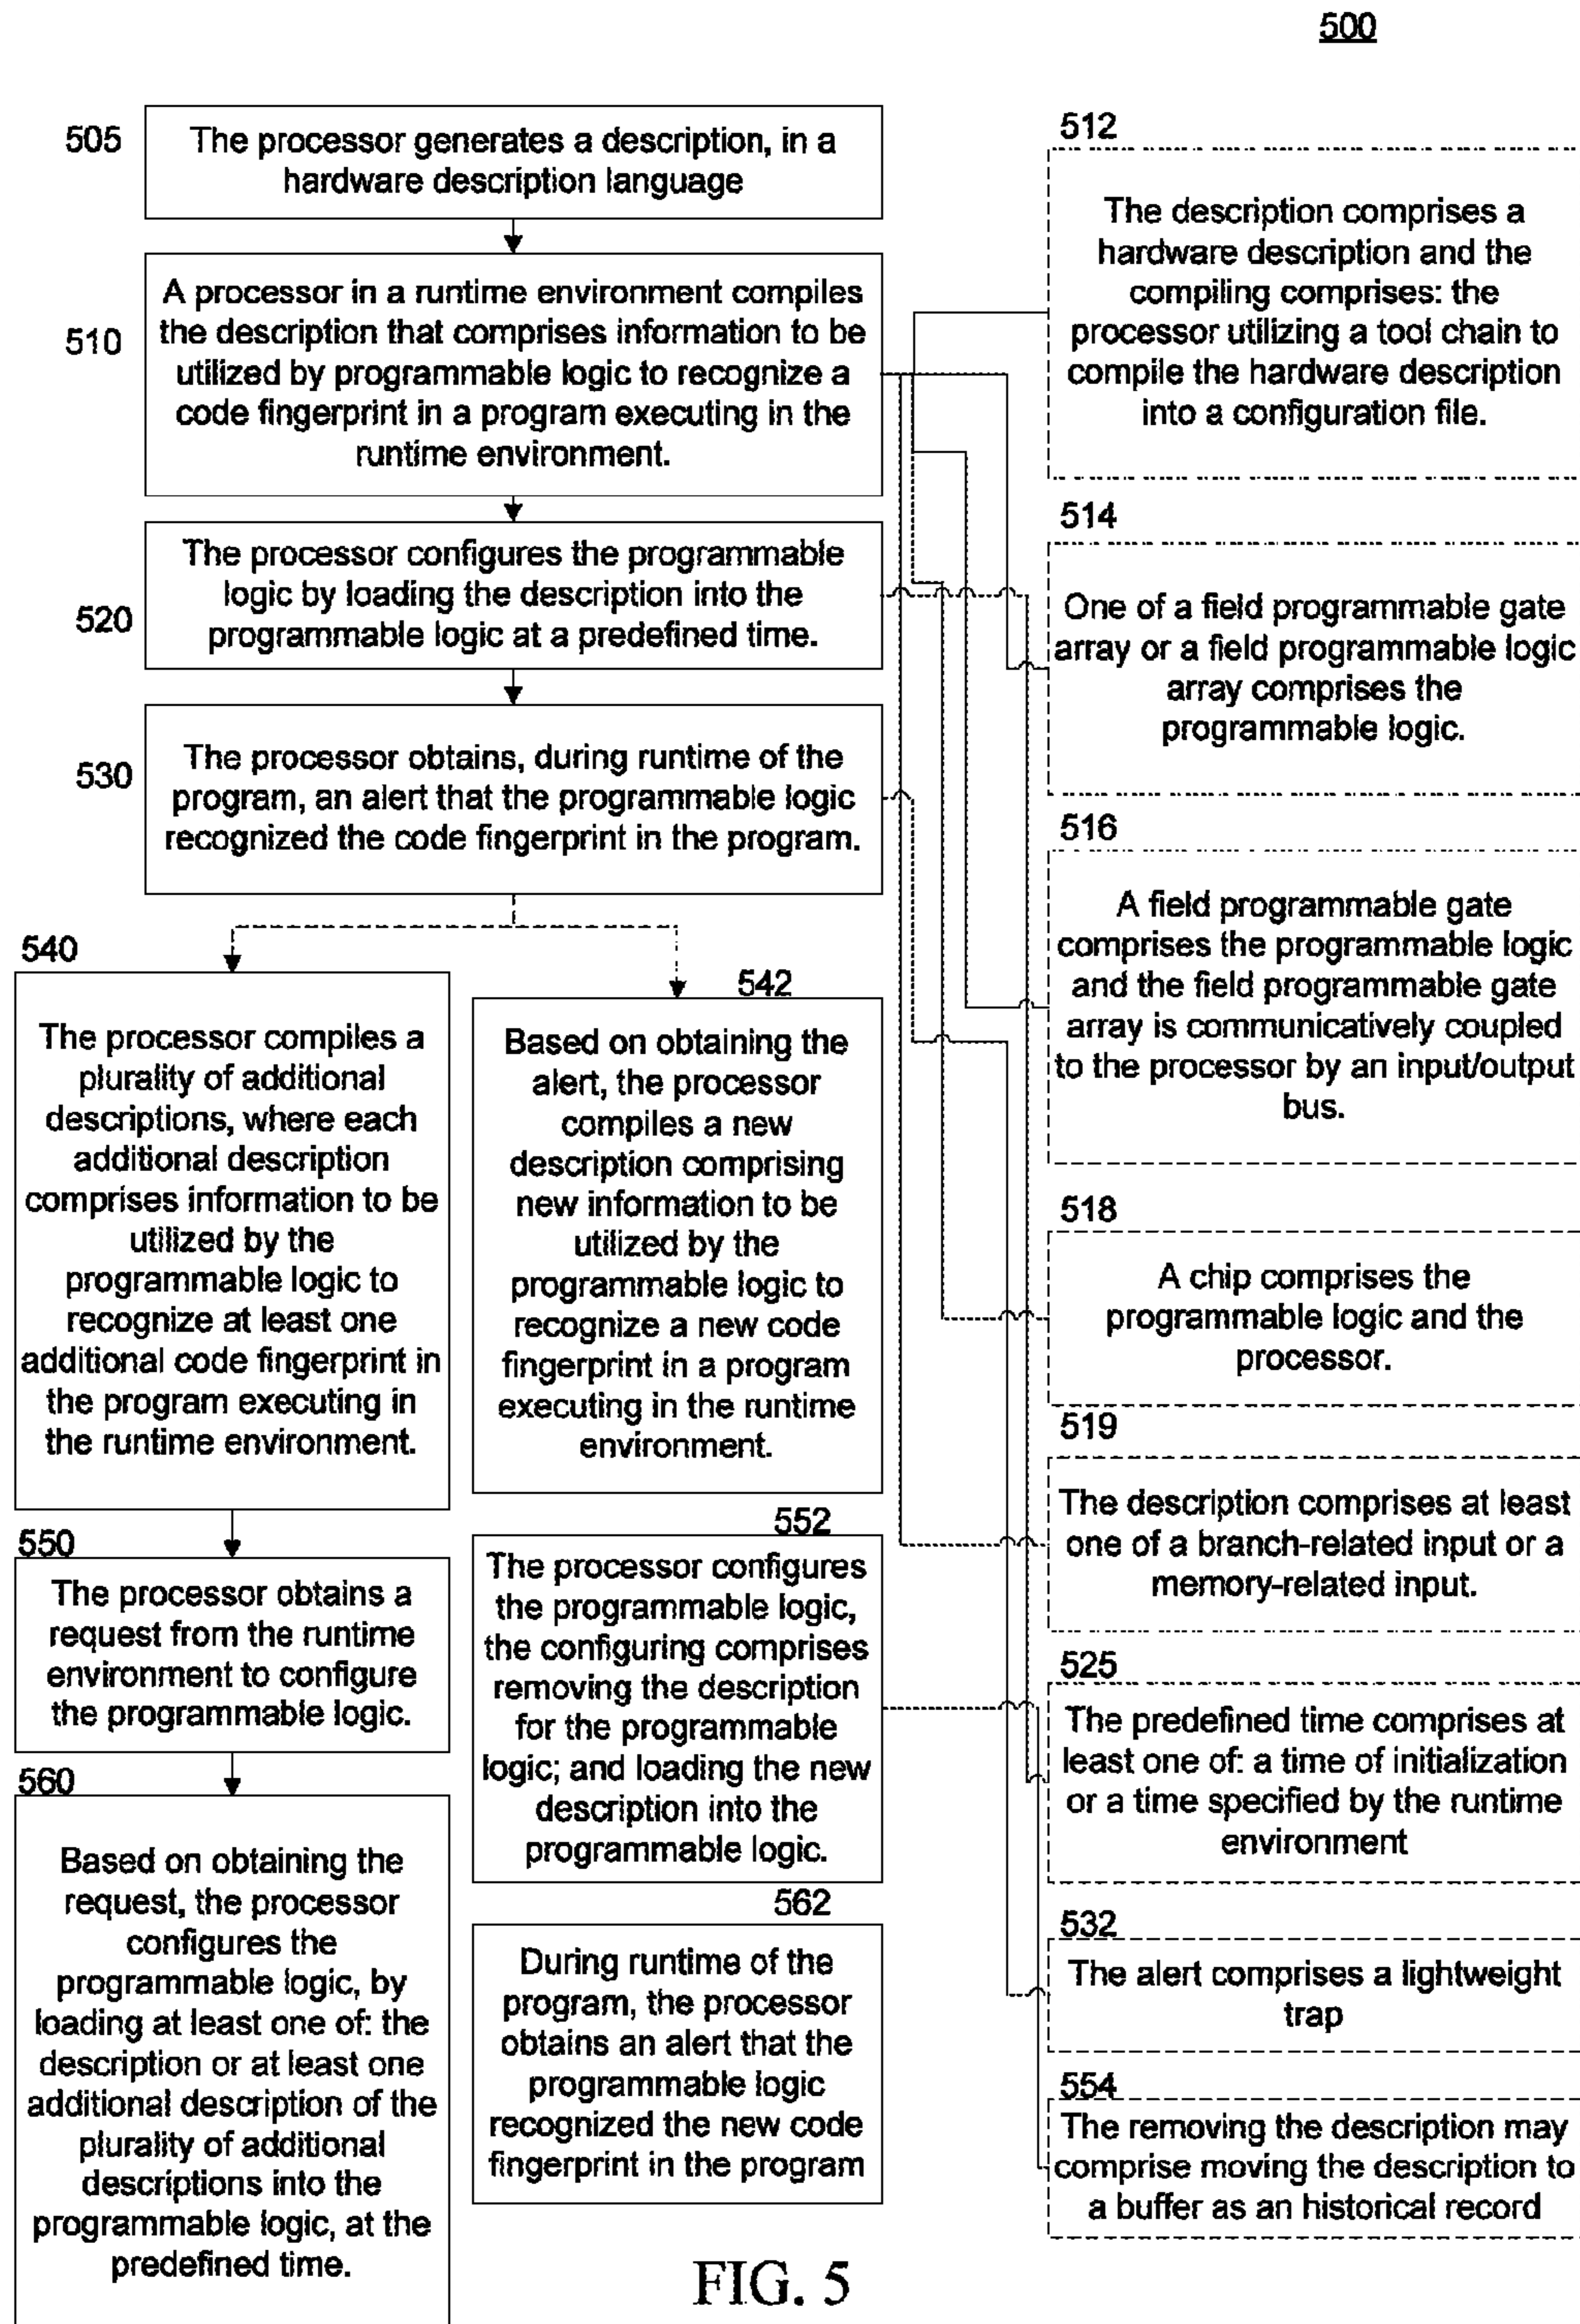 500
505
The processor generates a description, in a
hardware description language
510
A processor in a runtime environment compiles
the description that comprises information to be
utilized by programmable logic to recognize a
code fingerprint in a program executing in the
runtime environment.
520
The processor configures the programmable
logic by loading the description into the
programmable logic at a predefined time.
530
The processor obtains, during runtime of the
program, an alert that the programmable logic
recognized the code fingerprint in the program.
540
The processor compiles a
plurality of additional
descriptions, where each
additional description
comprises information to be
utilized by the
programmable logic to
recognize at least one
additional code fingerprint in
the program executing in
the runtime environment.
550
The processor obtains a
request from the runtime
environment to configure
the programmable logic.
560
Based on obtaining the
request, the processor
configures the
programmable logic, by
loading at least one of: the
description or at least one
additional description of the
plurality of additional
descriptions into the
programmable logic, at the
predefined time.
542
Based on obtaining the
alert, the processor
compiles a new
description comprising
new information to be
utilized by the
programmable logic to
recognize a new code
fingerprint in a program
executing in the runtime
environment.
552
The processor configures
the programmable logic,
the configuring comprises
removing the description
for the programmable
logic; and loading the new
description into the
programmable logic.
562
During runtime of the
program, the processor
obtains an alert that the
programmable logic
recognized the new code
fingerprint in the program
512
The description comprises a
hardware description and the
compiling comprises: the
processor utilizing a tool chain to
compile the hardware description
into a configuration file.
514
One of a field programmable gate
array or a field programmable logic
array comprises the
programmable logic.
516
A field programmable gate
comprises the programmable logic
and the field programmable gate
array is communicatively coupled
to the processor by an input/output
bus.
518
A chip comprises the
programmable logic and the
processor.
519
The description comprises at least
one of a branch-related input or a
memory-related input.
525
The predefined time comprises at
least one of: a time of initialization
or a time specified by the runtime
environment
532
The alert comprises a lightweight
trap
554
The removing the description may
comprise moving the description to
a buffer as an historical record
FIG. 5